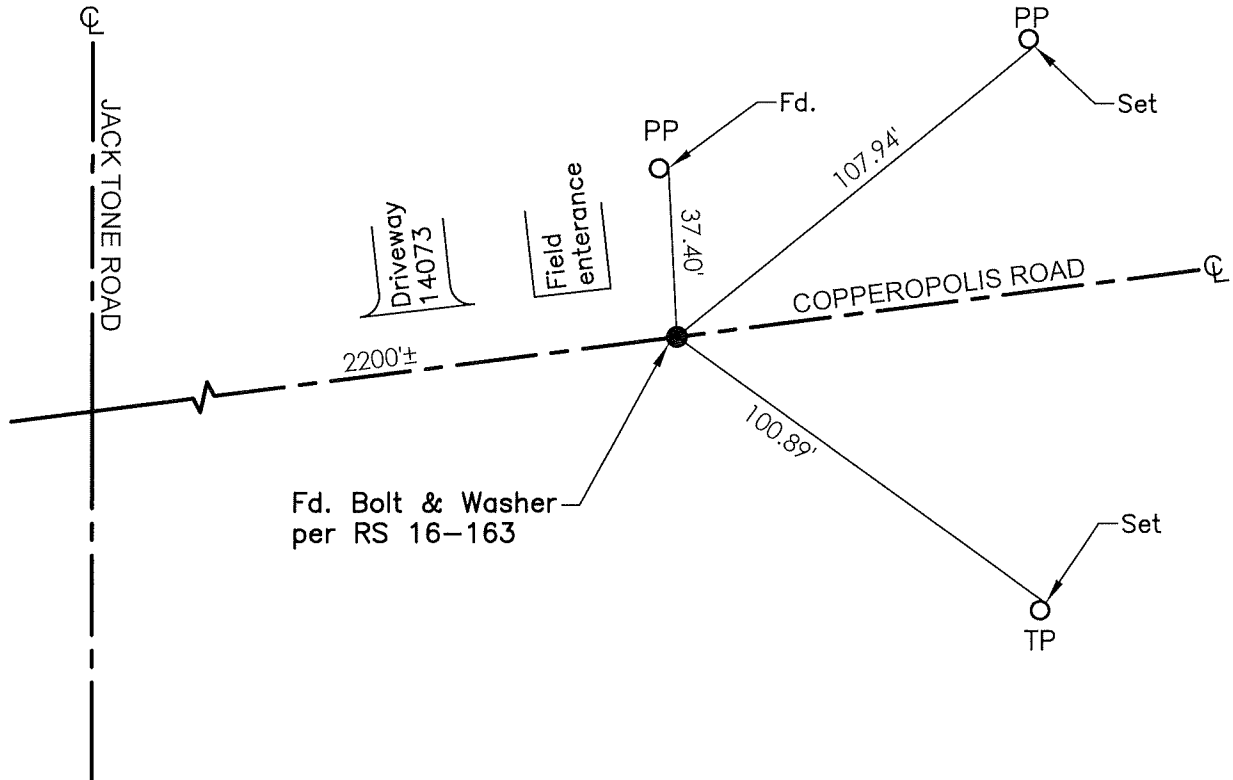 ℄
PP
Set
Fd.
PP
JACK TONE ROAD
107.94'
Driveway
14073
Field
enterance
37.40'
COPPEROPOLIS ROAD
℄
2200'±
100.89'
Fd. Bolt & Washer
per RS 16-163
Set
TP